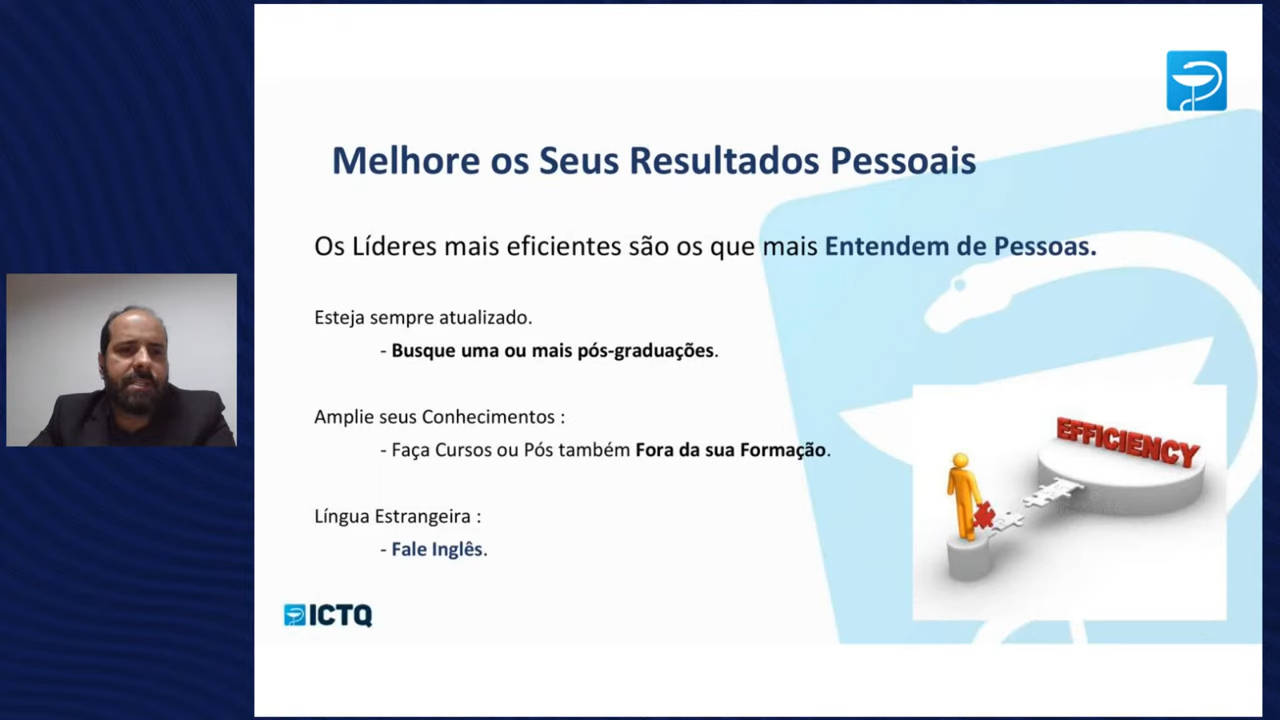 Melhore os Seus Resultados Pessoais
Os Líderes mais eficientes são os que mais Entendem de Pessoas.
Esteja sempre atualizado.
- Busque uma ou mais pós-graduações.
Amplie seus Conhecimentos :
- Faça Cursos ou Pós também Fora da sua Formação.
EFFICIENCY
Língua Estrangeira :
- Fale Inglês.
ICTQ